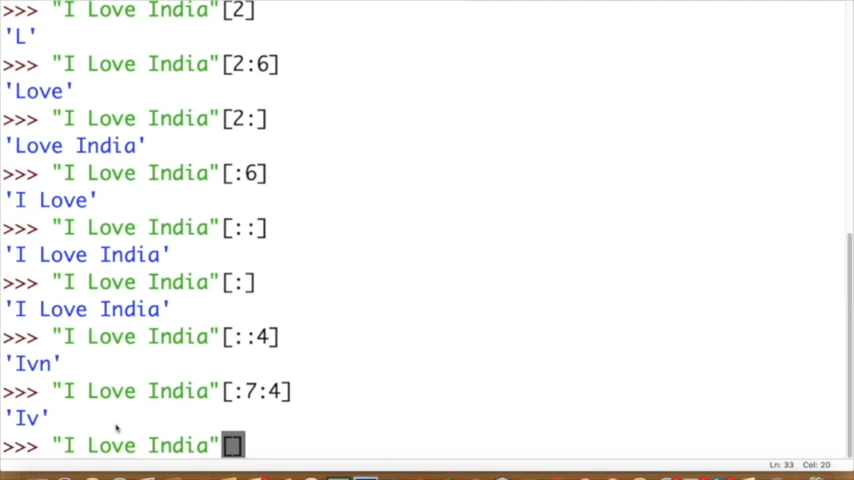 >>> "I Love India"[2]
'L'
>>> "I Love India"[2:6]
'Love'
>>> "I Love India"[2:]
'Love India'
>>> "I Love India"[:6]
'I Love'
>>> "I Love India"[::]
'I Love India'
>>> "I Love India"[:]
'I Love India'
>>> "I Love India"[::4]
'Ivn'
>>> "I Love India"[:7:4]
'Iv'
>>> "I Love India"[]
Ln: 33 Col: 20